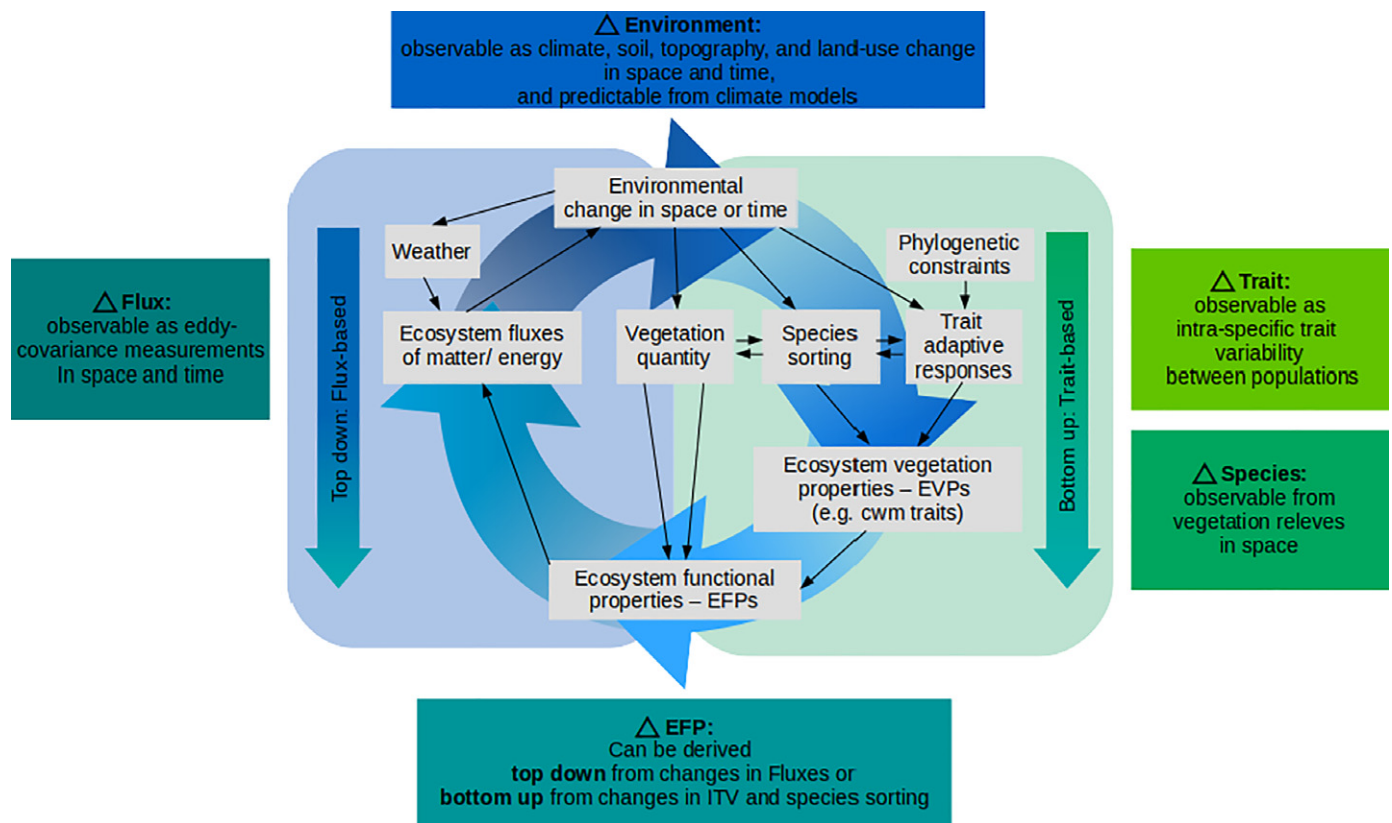 △ Environment:
observable as climate, soil, topography, and land-use change
in space and time,
and predictable from climate models
Environmental
change in space or time
Weather
Phylogenetic
constraints
△ Flux:
observable as eddy-
covariance measurements
In space and time
Top down: Flux-based
Ecosystem fluxes
of matter/ energy
Vegetation
quantity
Species
sorting
Trait
adaptive
responses
Bottom up: Trait-based
△ Trait:
observable as
intra-specific trait
variability
between populations
Ecosystem vegetation
properties – EVPs
(e.g. cwm traits)
△ Species:
observable from
vegetation releves
in space
Ecosystem functional
properties – EFPs
△ EFP:
Can be derived
top down from changes in Fluxes or
bottom up from changes in ITV and species sorting